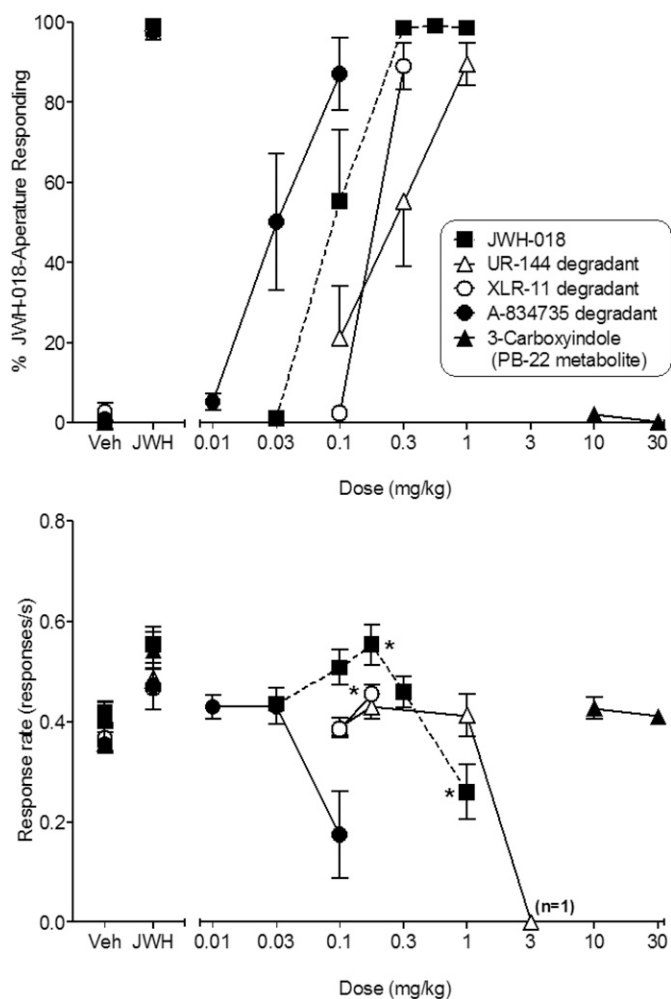 100
80
60
40
20
0
% JWH-018-Aperature Responding
JWH-018
UR-144 degradant
XLR-11 degradant
A-834735 degradant
3-Carboxyindole
(PB-22 metabolite)
Veh JWH 0.01 0.03 0.1 0.3 1 3 10 30
Dose (mg/kg)
0.8
0.6
0.4
0.2
0.0
Response rate (responses/s)
*
*
*
(n=1)
Veh JWH 0.01 0.03 0.1 0.3 1 3 10 30
Dose (mg/kg)